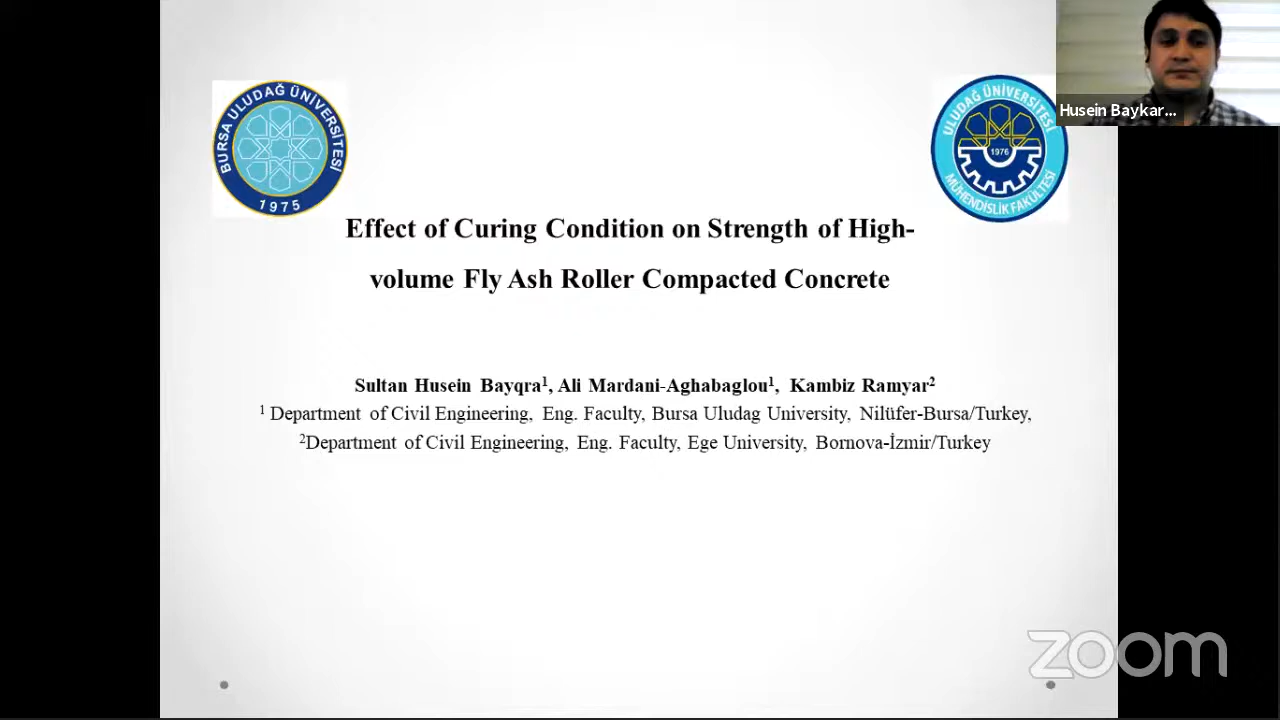 BURSA ULUDAĞ ÜNİVERSİTESİ
1975
ULUDAĞ ÜNİVERSİTESİ
1976
MÜHENDİSLİK FAKÜLTESİ
Husein Baykar...
Effect of Curing Condition on Strength of High-
volume Fly Ash Roller Compacted Concrete
Sultan Husein Bayqra¹, Ali Mardani-Aghabaglou¹, Kambiz Ramyar²
¹ Department of Civil Engineering, Eng. Faculty, Bursa Uludag University, Nilüfer-Bursa/Turkey,
²Department of Civil Engineering, Eng. Faculty, Ege University, Bornova-İzmir/Turkey
zoom